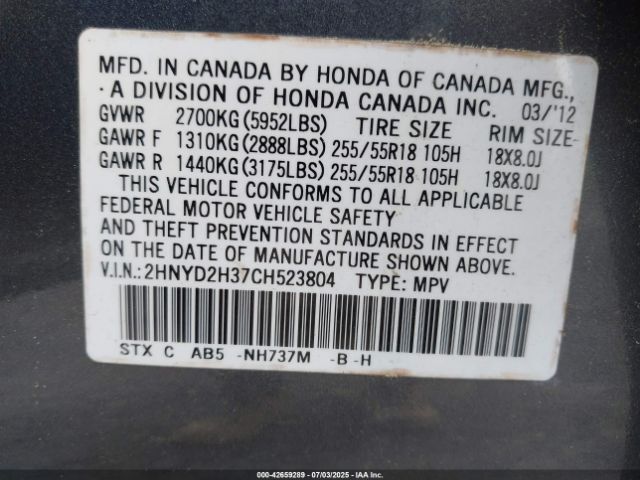 MFD. IN CANADA BY HONDA OF CANADA MFG.,
A DIVISION OF HONDA CANADA INC. 03/'12
GVWR 2700KG(5952LBS) TIRE SIZE RIM SIZE
GAWR F 1310KG(2888LBS) 255/55R18 105H 18X8.0J
GAWR R 1440KG(3175LBS) 255/55R18 105H 18X8.0J
THIS VEHICLE CONFORMS TO ALL APPLICABLE
FEDERAL MOTOR VEHICLE SAFETY
AND THEFT PREVENTION STANDARDS IN EFFECT
ON THE DATE OF MANUFACTURE SHOWN ABOVE.
V.I.N.:2HNYD2H37CH523804 TYPE: MPV
STX C AB5 -NH737M -B-H
000-42659289 - 07/03/2025 - IAA Inc.